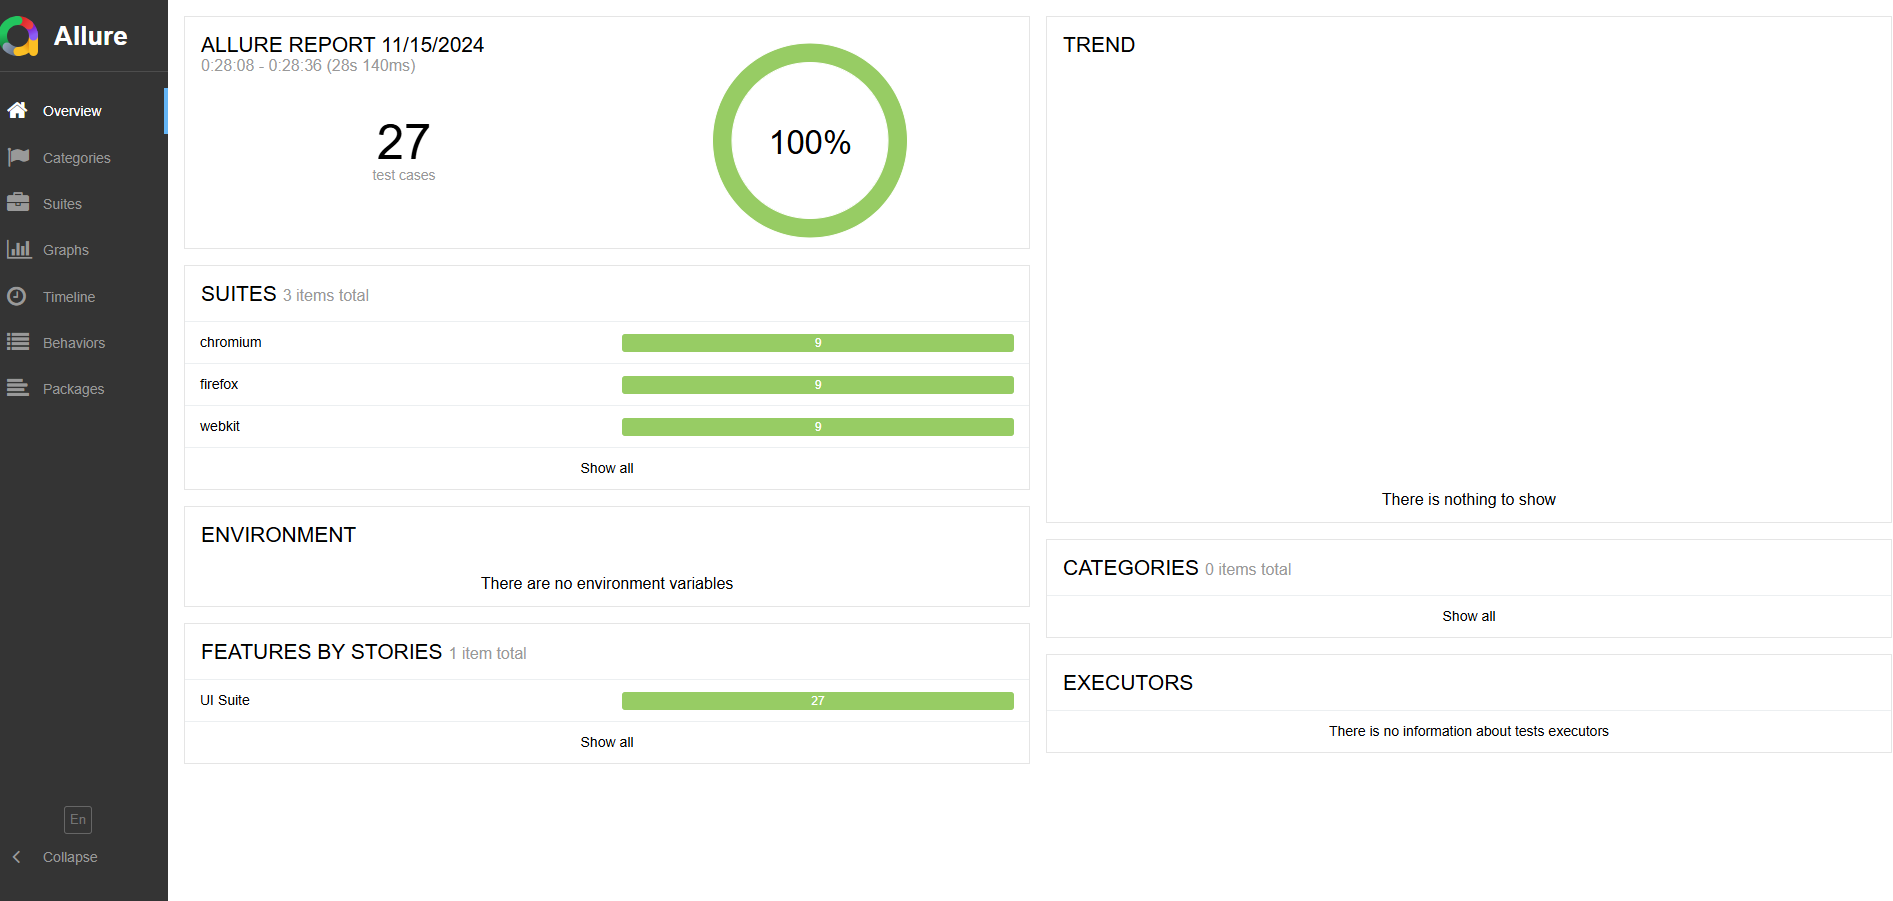 Allure
Overview
Categories
Suites
Graphs
Timeline
Behaviors
Packages
En
Collapse
ALLURE REPORT 11/15/2024
0:28:08 - 0:28:36 (28s 140ms)
27
test cases
100%
SUITES 3 items total
chromium 9
firefox 9
webkit 9
Show all
ENVIRONMENT
There are no environment variables
FEATURES BY STORIES 1 item total
UI Suite 27
Show all
TREND
There is nothing to show
CATEGORIES 0 items total
Show all
EXECUTORS
There is no information about tests executors